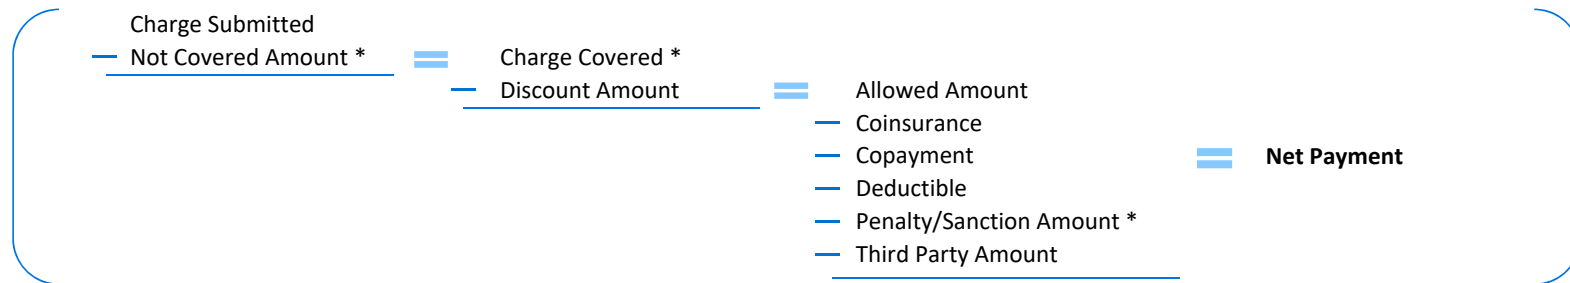 Charge Submitted
— Not Covered Amount * = Charge Covered *
— Discount Amount = Allowed Amount
— Coinsurance
— Copayment = Net Payment
— Deductible
— Penalty/Sanction Amount *
— Third Party Amount